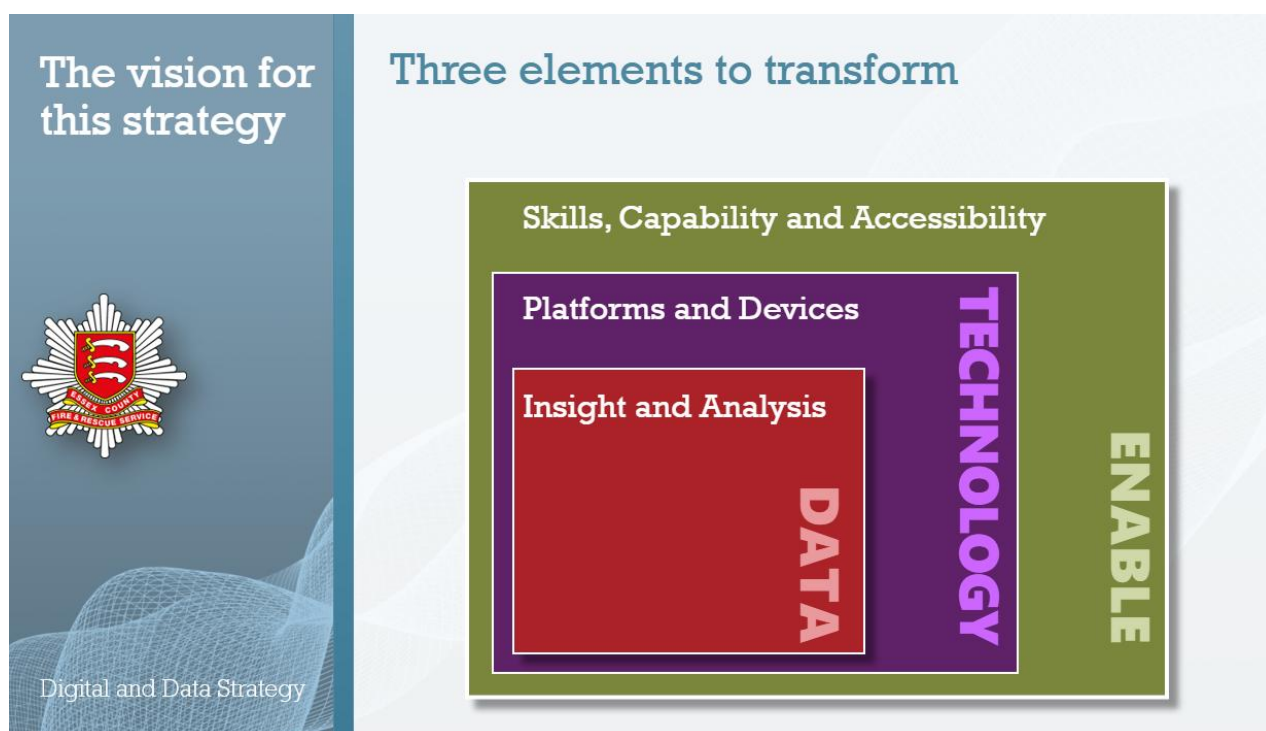 The vision for
this strategy
Three elements to transform
Skills, Capability and Accessibility
Platforms and Devices
Insight and Analysis
DATA
TECHNOLOGY
ENABLE
ESSEX COUNTY
FIRE & RESCUE SERVICE
Digital and Data Strategy